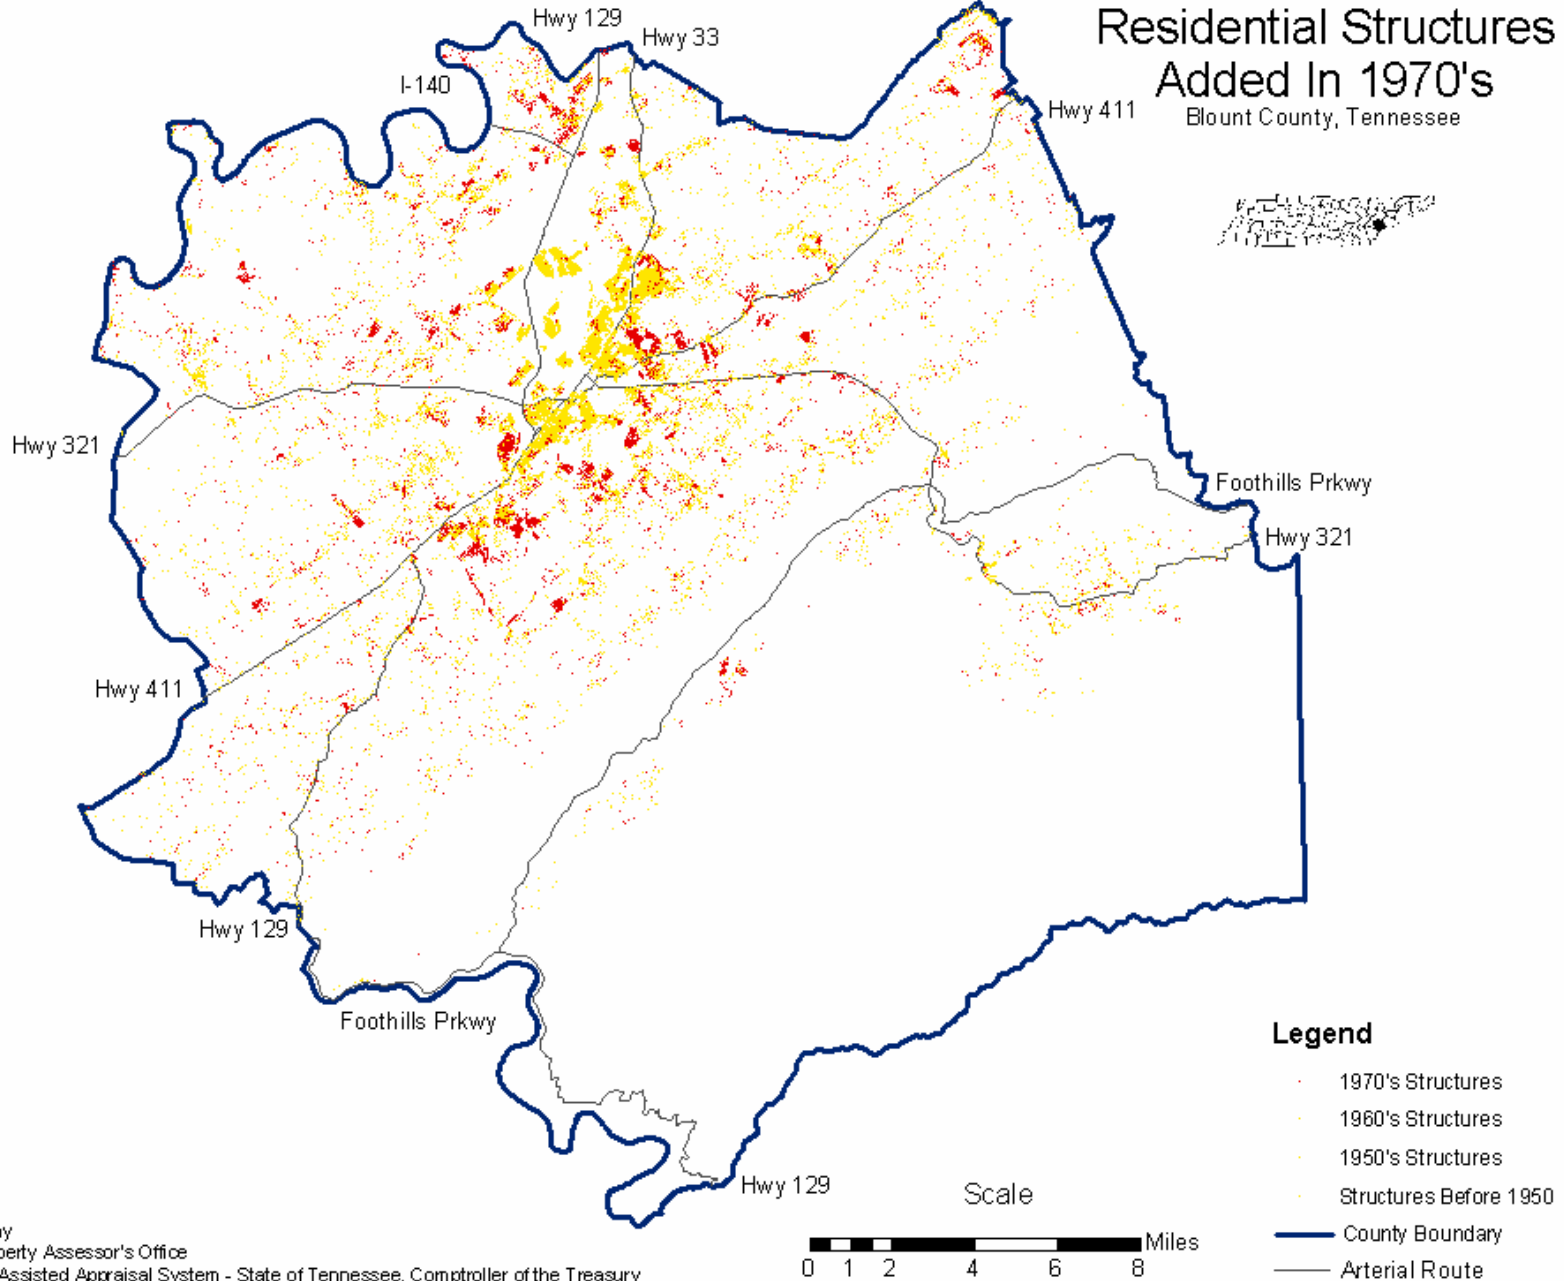 Residential Structures
Added In 1970's
Blount County, Tennessee
Hwy 129
Hwy 33
I-140
Hwy 411
Hwy 321
Foothills Prkwy
Hwy 321
Hwy 411
Hwy 129
Foothills Prkwy
Hwy 129
Legend
1970's Structures
1960's Structures
1950's Structures
Structures Before 1950
County Boundary
Arterial Route
Scale
Miles
0 1 2 4 6 8
Assessor's Office
Assisted Appraisal System - State of Tennessee, Comptroller of the Treasury